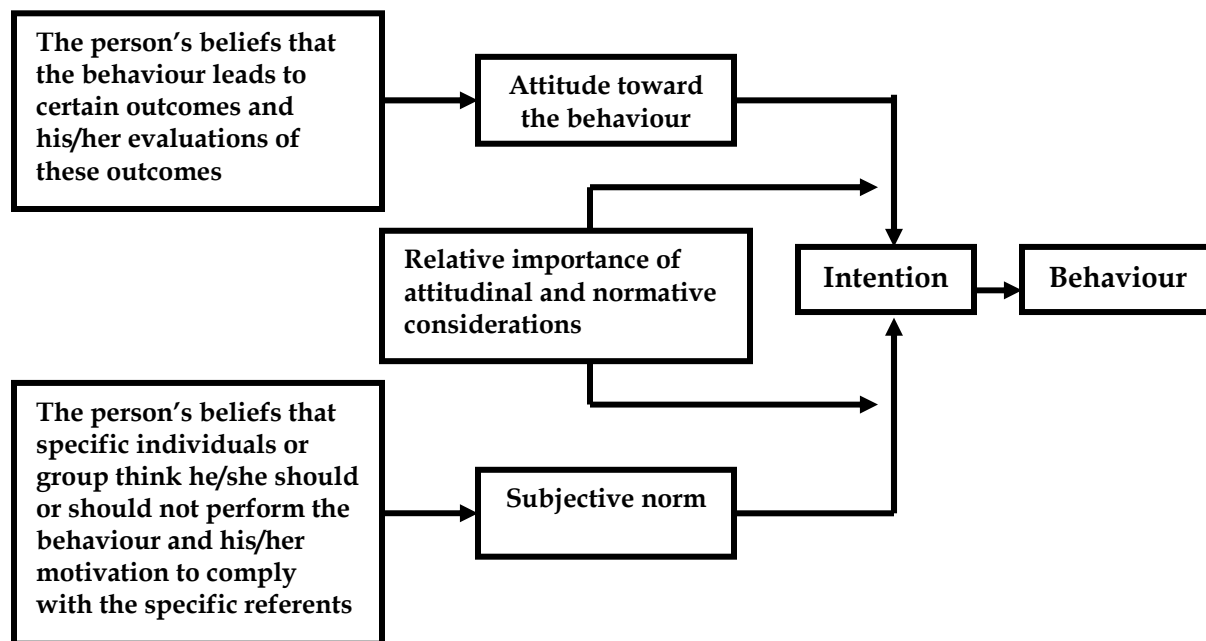 The person’s beliefs that
the behaviour leads to
certain outcomes and
his/her evaluations of
these outcomes
Attitude toward
the behaviour
Relative importance of
attitudinal and normative
considerations
Intention
Behaviour
The person’s beliefs that
specific individuals or
group think he/she should
or should not perform the
behaviour and his/her
motivation to comply
with the specific referents
Subjective norm